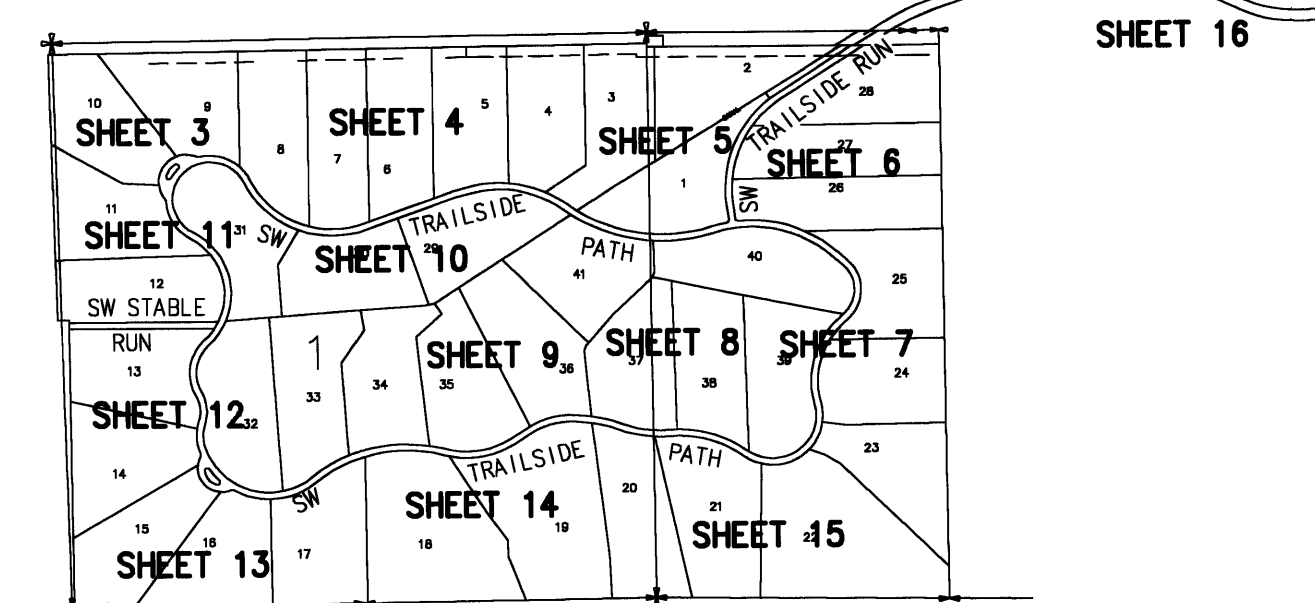 SHEET 16
2
TRAILSIDE RUN
28
10
9
5
4
3
SHEET 3
SHEET 4
SHEET 5
27
SHEET 6
8
7
6
1
26
SW
11
31
SW
TRAILSIDE
SHEET 11
SHEET 10
29
PATH
41
40
25
12
SW STABLE
RUN
1
SHEET 9
36
SHEET 8
37
SHEET 7
39
13
33
34
35
38
24
SHEET 12
32
23
14
TRAILSIDE
PATH
SW
SHEET 14
20
21
15
16
17
18
19
SHEET 15
22
SHEET 13